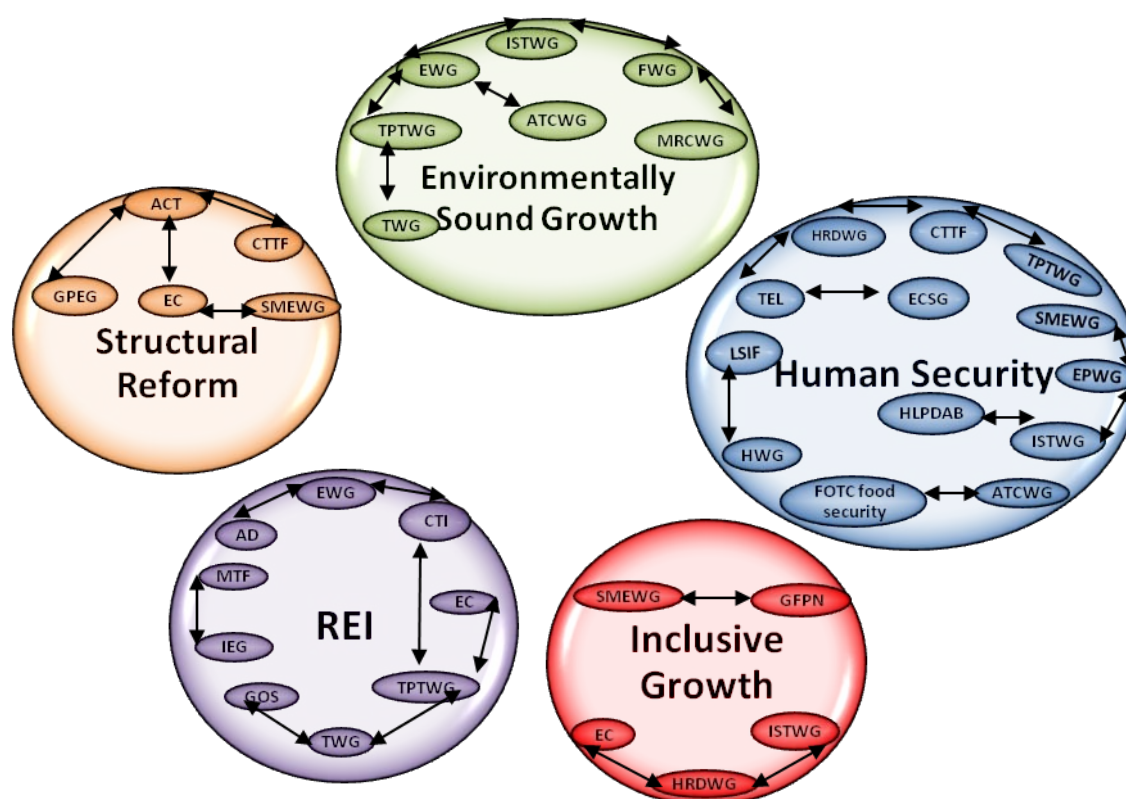 ISTWG
EWG
FWG
ATCWG
TPTWG
MRCWG
Environmentally
Sound Growth
TWG
ACT
CTTF
GPEG
EC
SMEWG
Structural
Reform
HRDWG
CTTF
TPTWG
TEL
ECSG
SMEWG
LSIF
Human Security
EPWG
HLPDAB
ISTWG
HWG
FOTC food
security
ATCWG
EWG
CTI
AD
MTF
EC
REI
IEG
TPTWG
GOS
TWG
SMEWG
GFPN
Inclusive
Growth
EC
ISTWG
HRDWG